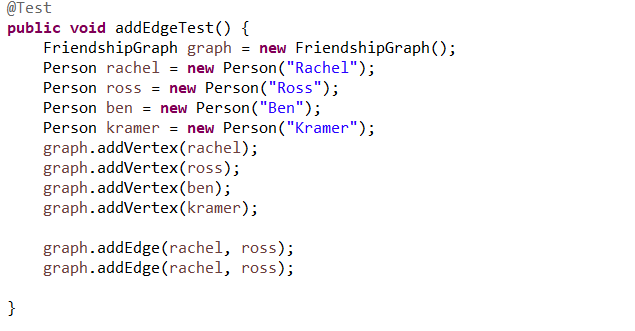 @Test
public void addEdgeTest() {
    FriendshipGraph graph = new FriendshipGraph();
    Person rachel = new Person("Rachel");
    Person ross = new Person("Ross");
    Person ben = new Person("Ben");
    Person kramer = new Person("Kramer");
    graph.addVertex(rachel);
    graph.addVertex(ross);
    graph.addVertex(ben);
    graph.addVertex(kramer);

    graph.addEdge(rachel, ross);
    graph.addEdge(rachel, ross);

}